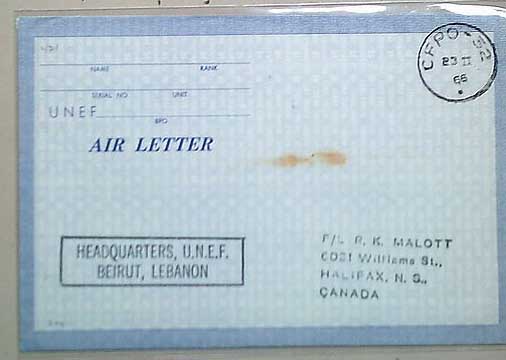 CFPO-32
23 II
66
NAME RANK
SERIAL NO UNIT
UNEF
BPO
AIR LETTER
HEADQUARTERS, U.N.E.F.
BEIRUT, LEBANON
F/L R. K. MALOTT
6021 Williams St.,
HALIFAX, N. S.,
CANADA